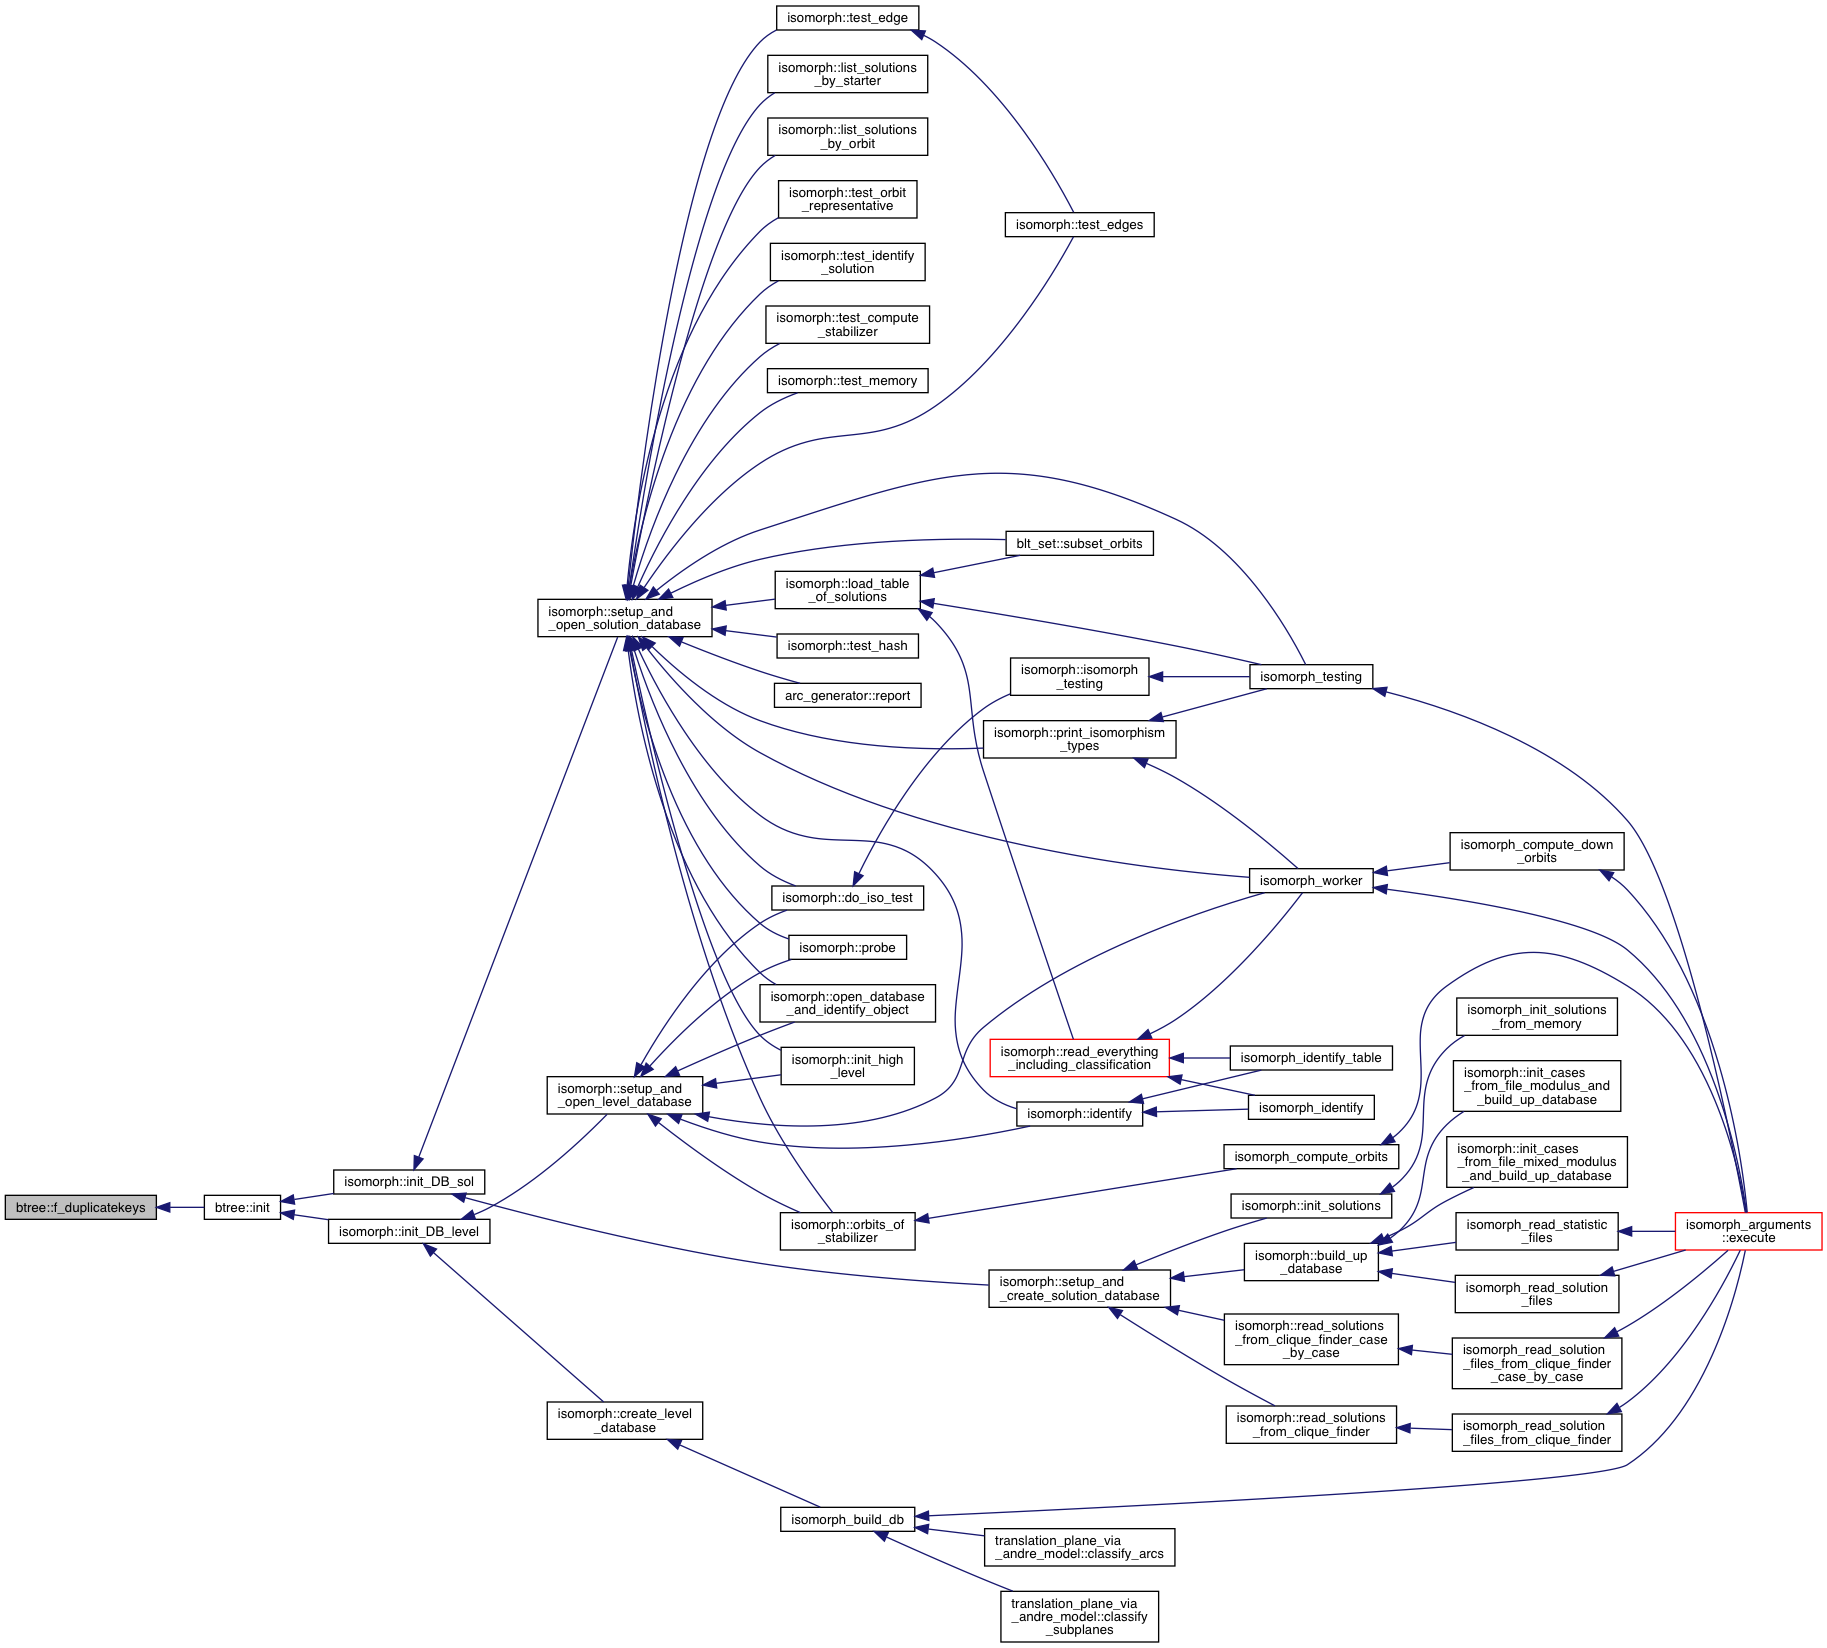 isomorph::test_edge
isomorph::list_solutions
_by_starter
isomorph::list_solutions
_by_orbit
isomorph::test_orbit
_representative
isomorph::test_edges
isomorph::test_identify
_solution
isomorph::test_compute
_stabilizer
isomorph::test_memory
blt_set::subset_orbits
isomorph::load_table
_of_solutions
isomorph::setup_and
_open_solution_database
isomorph::test_hash
isomorph::isomorph
_testing
isomorph_testing
arc_generator::report
isomorph::print_isomorphism
_types
isomorph_compute_down
_orbits
isomorph_worker
isomorph::do_iso_test
isomorph::probe
isomorph::open_database
_and_identify_object
isomorph_init_solutions
_from_memory
isomorph::init_high
_level
isomorph::read_everything
_including_classification
isomorph_identify_table
isomorph::init_cases
_from_file_modulus_and
_build_up_database
isomorph::setup_and
_open_level_database
isomorph::identify
isomorph_identify
isomorph_compute_orbits
isomorph::init_cases
_from_file_mixed_modulus
_and_build_up_database
isomorph::init_DB_sol
btree::f_duplicatekeys
btree::init
isomorph::init_solutions
isomorph::init_DB_level
isomorph::orbits_of
_stabilizer
isomorph_read_statistic
_files
isomorph_arguments
::execute
isomorph::build_up
_database
isomorph::setup_and
_create_solution_database
isomorph_read_solution
_files
isomorph::read_solutions
_from_clique_finder_case
_by_case
isomorph_read_solution
_files_from_clique_finder
_case_by_case
isomorph::create_level
_database
isomorph::read_solutions
_from_clique_finder
isomorph_read_solution
_files_from_clique_finder
isomorph_build_db
translation_plane_via
_andre_model::classify_arcs
translation_plane_via
_andre_model::classify
_subplanes